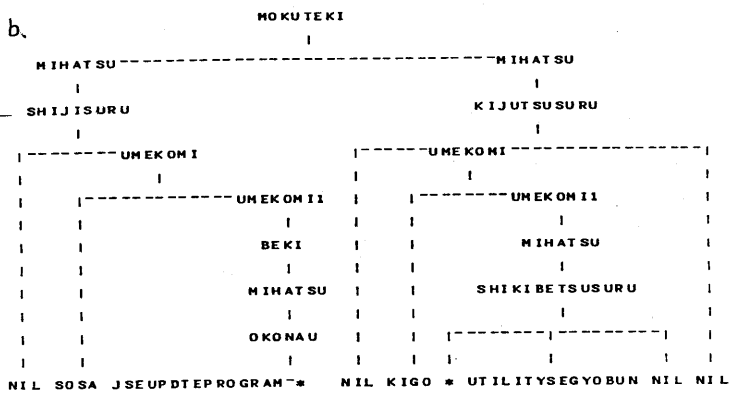 b.
MOKUTEKI
MIHATSU MIHATSU
SHIJISURU KIJUTSUSURU
UMEKOMI UMEKOMI
UMEKOMI1 UMEKOMI1
BEKI MIHATSU
MIHATSU SHIKIBETSUSURU
OKONAU
NIL SOSA JSEUPDTEPROGRAM * NIL KIGO * UTILITYSEGYOBUN NIL NIL